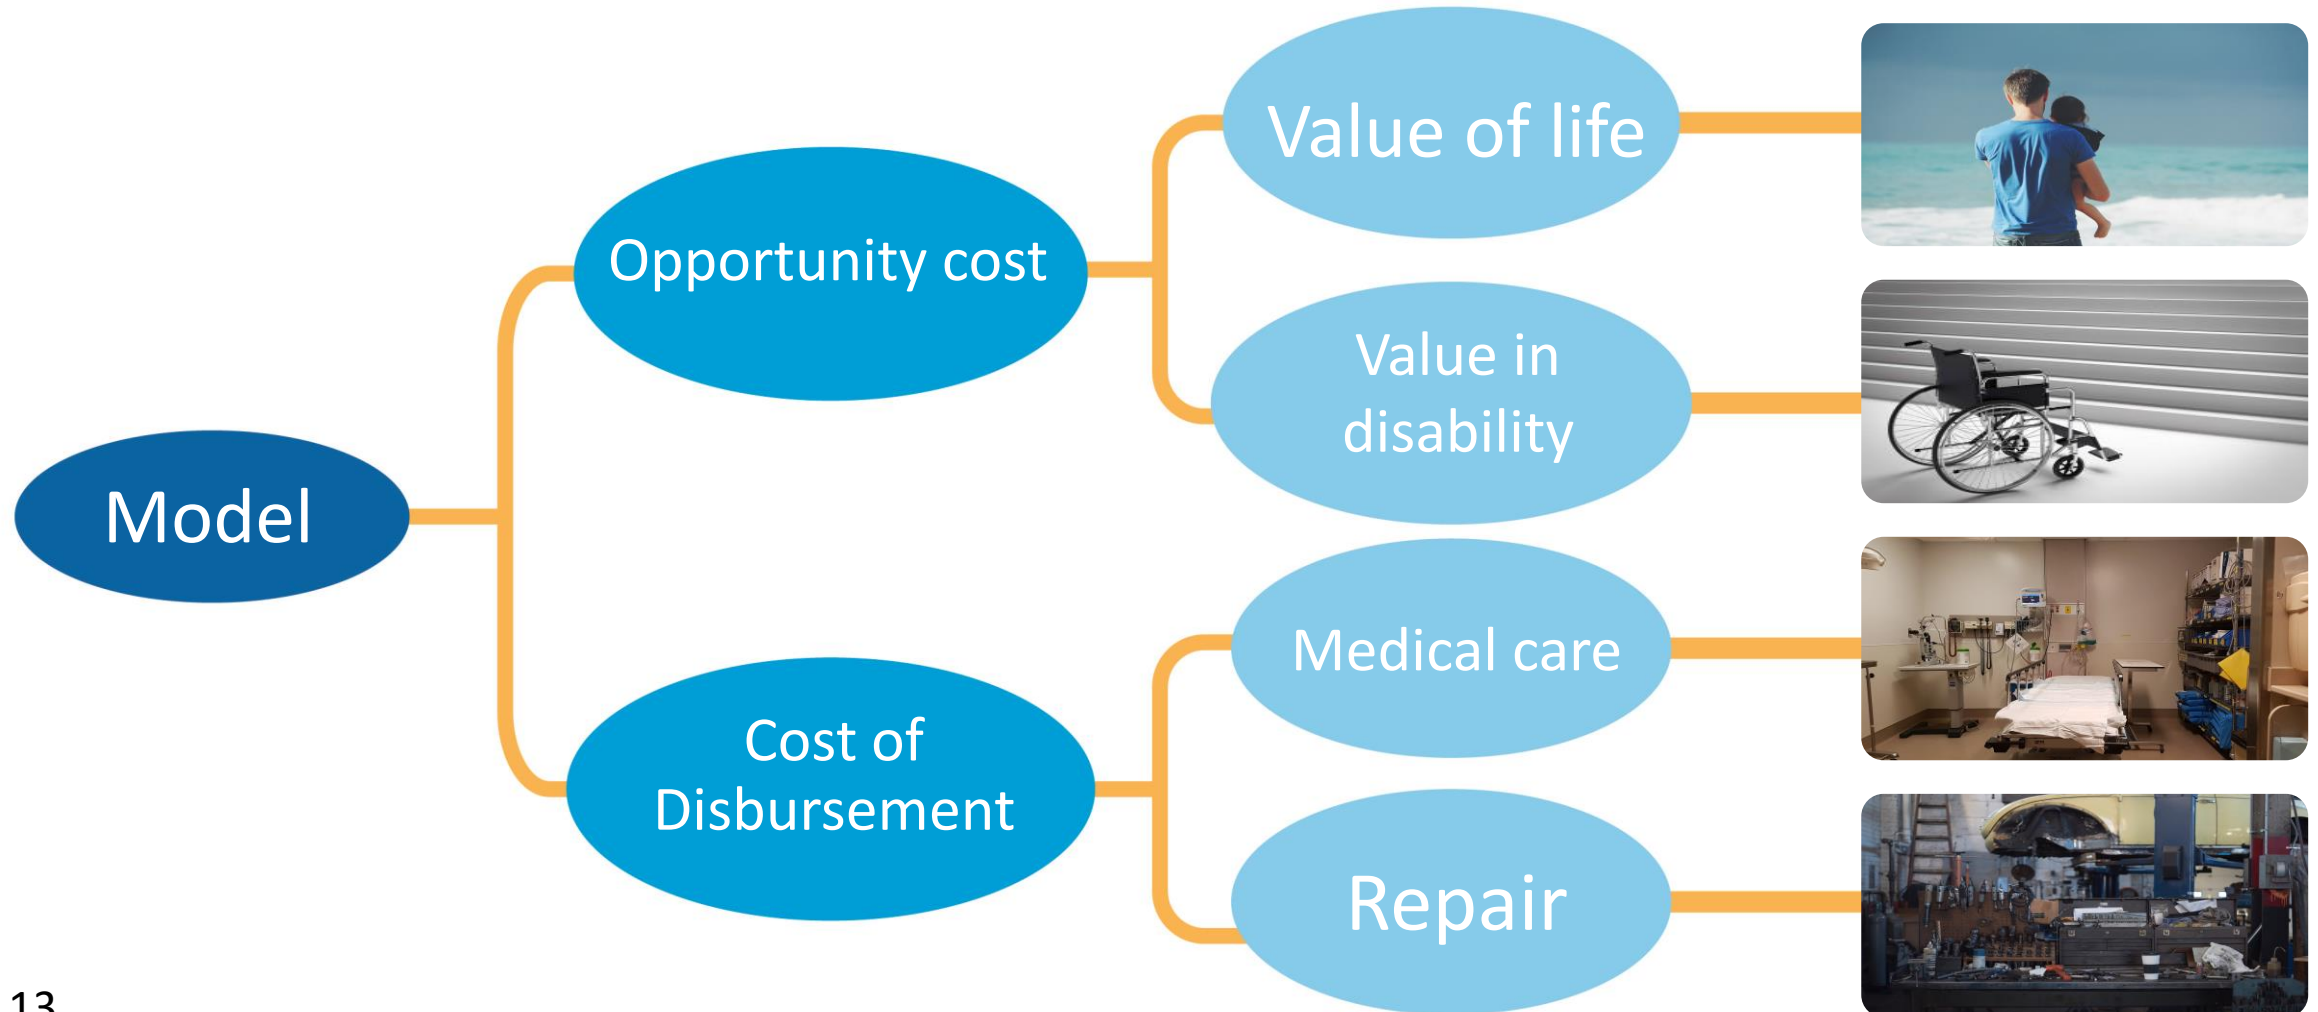 Value of life
Opportunity cost
Value in
disability
Model
Medical care
Cost of
Disbursement
Repair
13